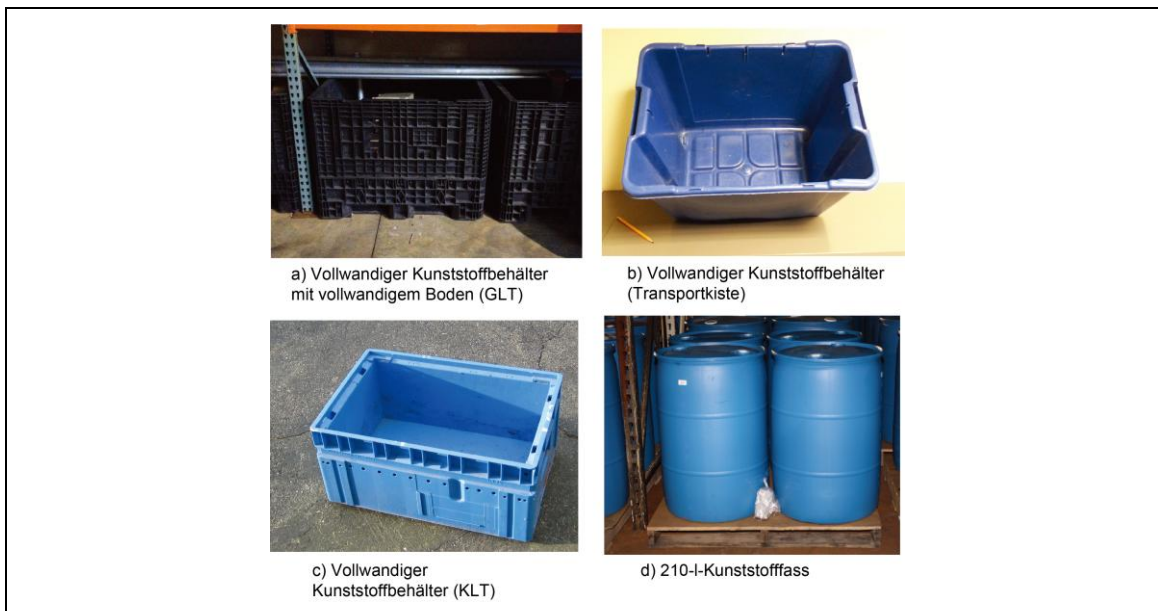 a) Vollwandiger Kunststoffbehälter
mit vollwandigem Boden (GLT)
b) Vollwandiger Kunststoffbehälter
(Transportkiste)
c) Vollwandiger
Kunststoffbehälter (KLT)
d) 210-l-Kunststofffass